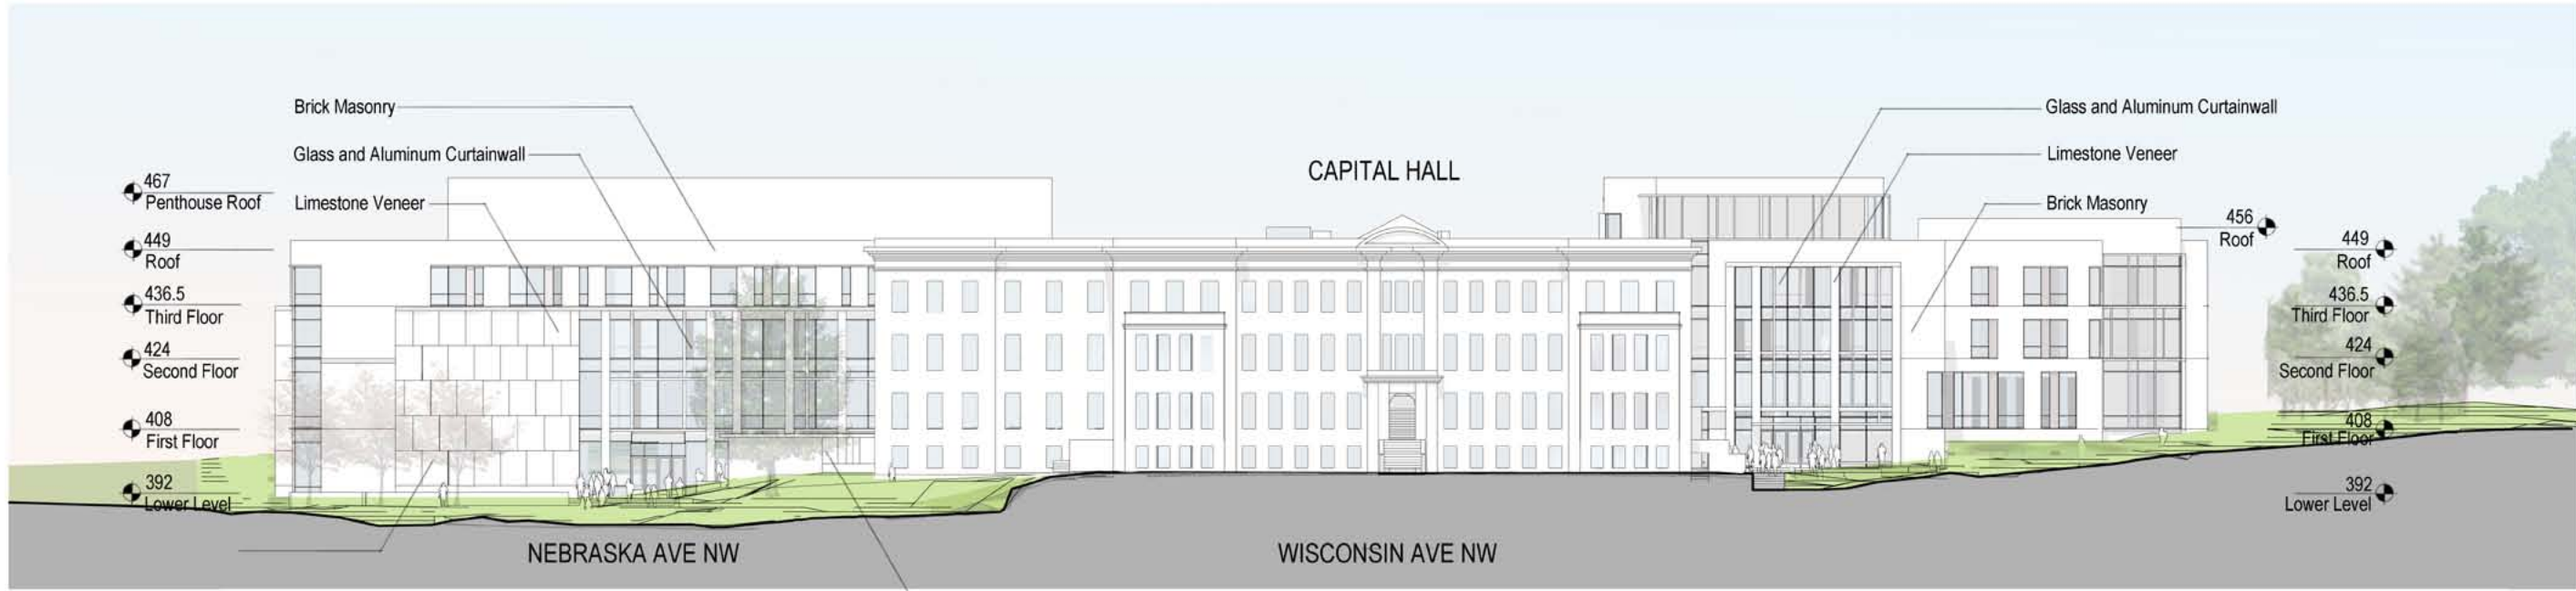 Brick Masonry
Glass and Aluminum Curtainwall
Limestone Veneer
467
Penthouse Roof
449
Roof
436.5
Third Floor
424
Second Floor
408
First Floor
392
Lower Level
CAPITAL HALL
Glass and Aluminum Curtainwall
Limestone Veneer
Brick Masonry
456
Roof
449
Roof
436.5
Third Floor
424
Second Floor
408
First Floor
392
Lower Level
NEBRASKA AVE NW
WISCONSIN AVE NW